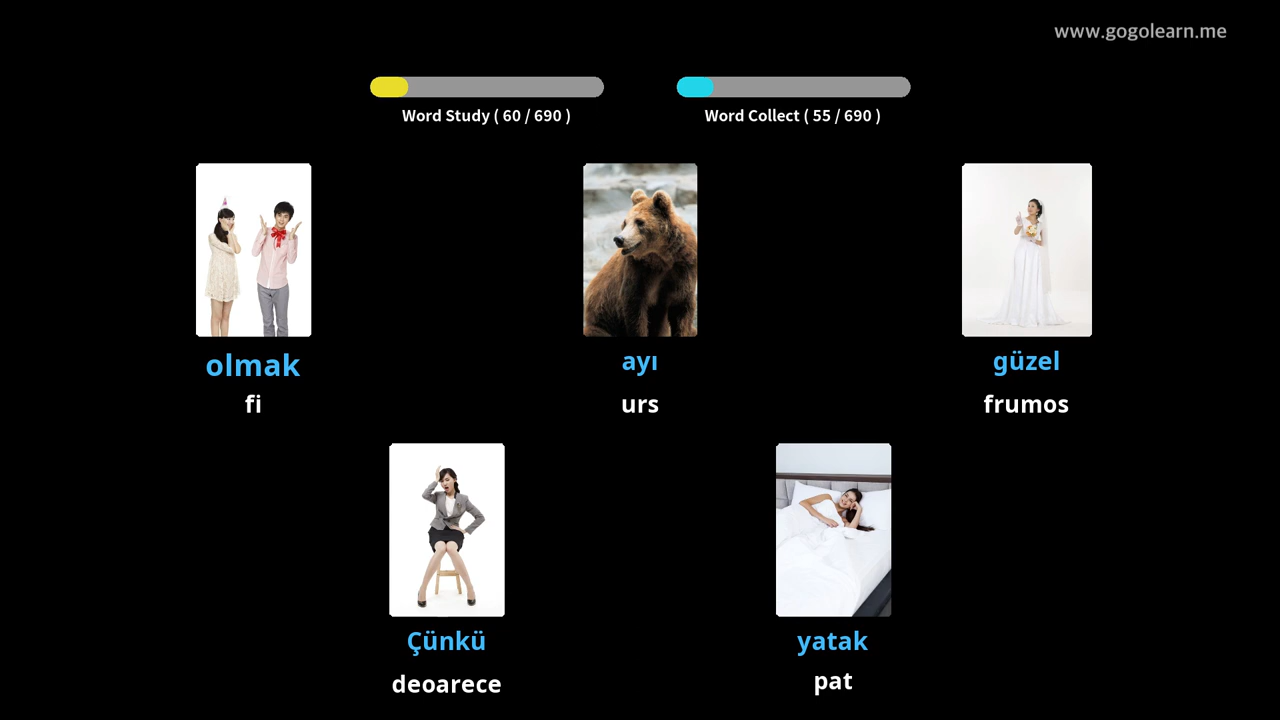 www.gogolearn.me
Word Study ( 60 / 690 )
Word Collect ( 55 / 690 )
olmak
fi
ayı
urs
güzel
frumos
Çünkü
deoarece
yatak
pat